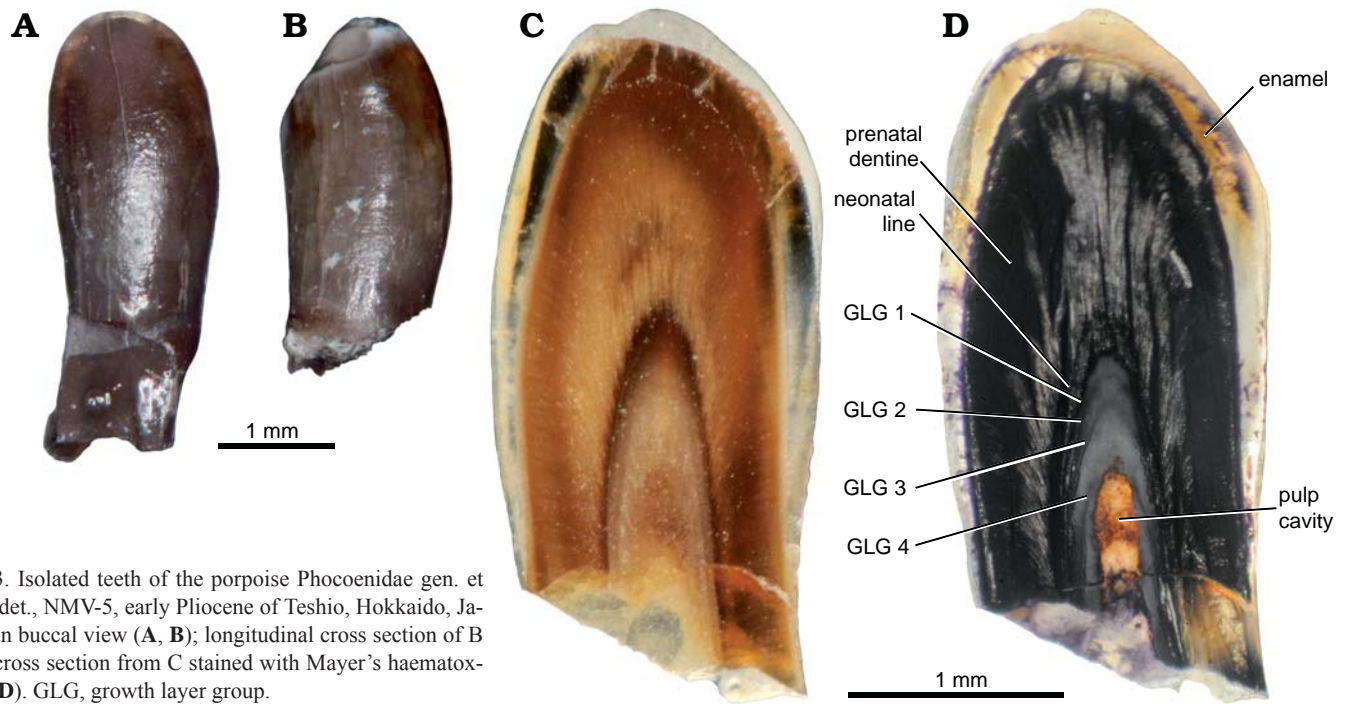 A
B
C
D
enamel
prenatal
dentine
neonatal
line
GLG 1
GLG 2
GLG 3
GLG 4
pulp
cavity
1 mm
1 mm
3. Isolated teeth of the porpoise Phocoenidae gen. et
det., NMV-5, early Pliocene of Teshio, Hokkaido, Ja-
n buccal view (A, B); longitudinal cross section of B
cross section from C stained with Mayer's haematox-
D). GLG, growth layer group.